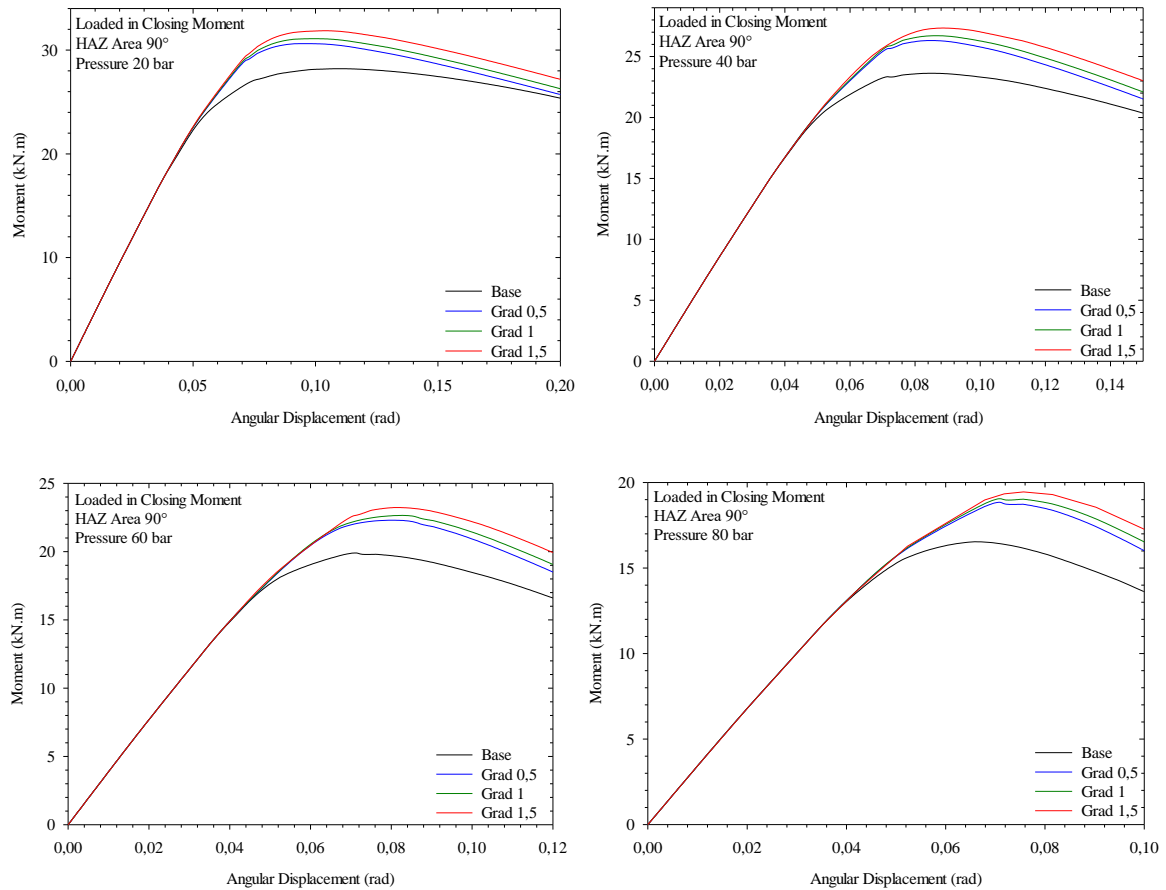 Loaded in Closing Moment
HAZ Area 90°
Pressure 20 bar
Moment (kN.m)
30
20
10
0
0,00 0,05 0,10 0,15 0,20
Angular Displacement (rad)
Base
Grad 0,5
Grad 1
Grad 1,5
Loaded in Closing Moment
HAZ Area 90°
Pressure 40 bar
Moment (kN.m)
25
20
15
10
5
0
0,00 0,02 0,04 0,06 0,08 0,10 0,12 0,14
Angular Displacement (rad)
Base
Grad 0,5
Grad 1
Grad 1,5
Loaded in Closing Moment
HAZ Area 90°
Pressure 60 bar
Moment (kN.m)
25
20
15
10
5
0
0,00 0,02 0,04 0,06 0,08 0,10 0,12
Angular Displacement (rad)
Base
Grad 0,5
Grad 1
Grad 1,5
Loaded in Closing Moment
HAZ Area 90°
Pressure 80 bar
Moment (kN.m)
20
15
10
5
0
0,00 0,02 0,04 0,06 0,08 0,10
Angular Displacement (rad)
Base
Grad 0,5
Grad 1
Grad 1,5